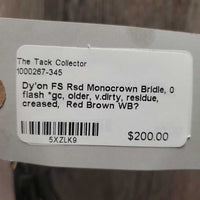 The Tack Collector
1000267-345
Dy'on FS Rsd Monocrown Bridle, 0
flash *gc, older, v.dirty, residue,
creased, Red Brown WB?
$200.00
5XZLK9